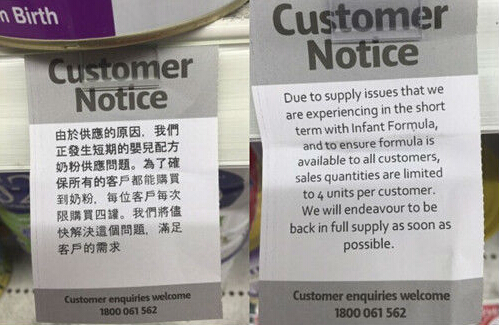 m Birth
Customer
Notice
由於供應的原因，我們
正發生短期的嬰兒配方
奶粉供應問題。為了確
保所有的客戶都能購買
到奶粉，每位客戶每次
限購買四罐。我們將儘
快解決這個問題，滿足
客戶的需求
Customer enquiries welcome
1800 061 562
Customer
Notice
Due to supply issues that we
are experiencing in the short
term with Infant Formula,
and to ensure formula is
available to all customers,
sales quantities are limited
to 4 units per customer.
We will endeavour to be
back in full supply as soon as
possible.
Customer enquiries welcome
1800 061 562